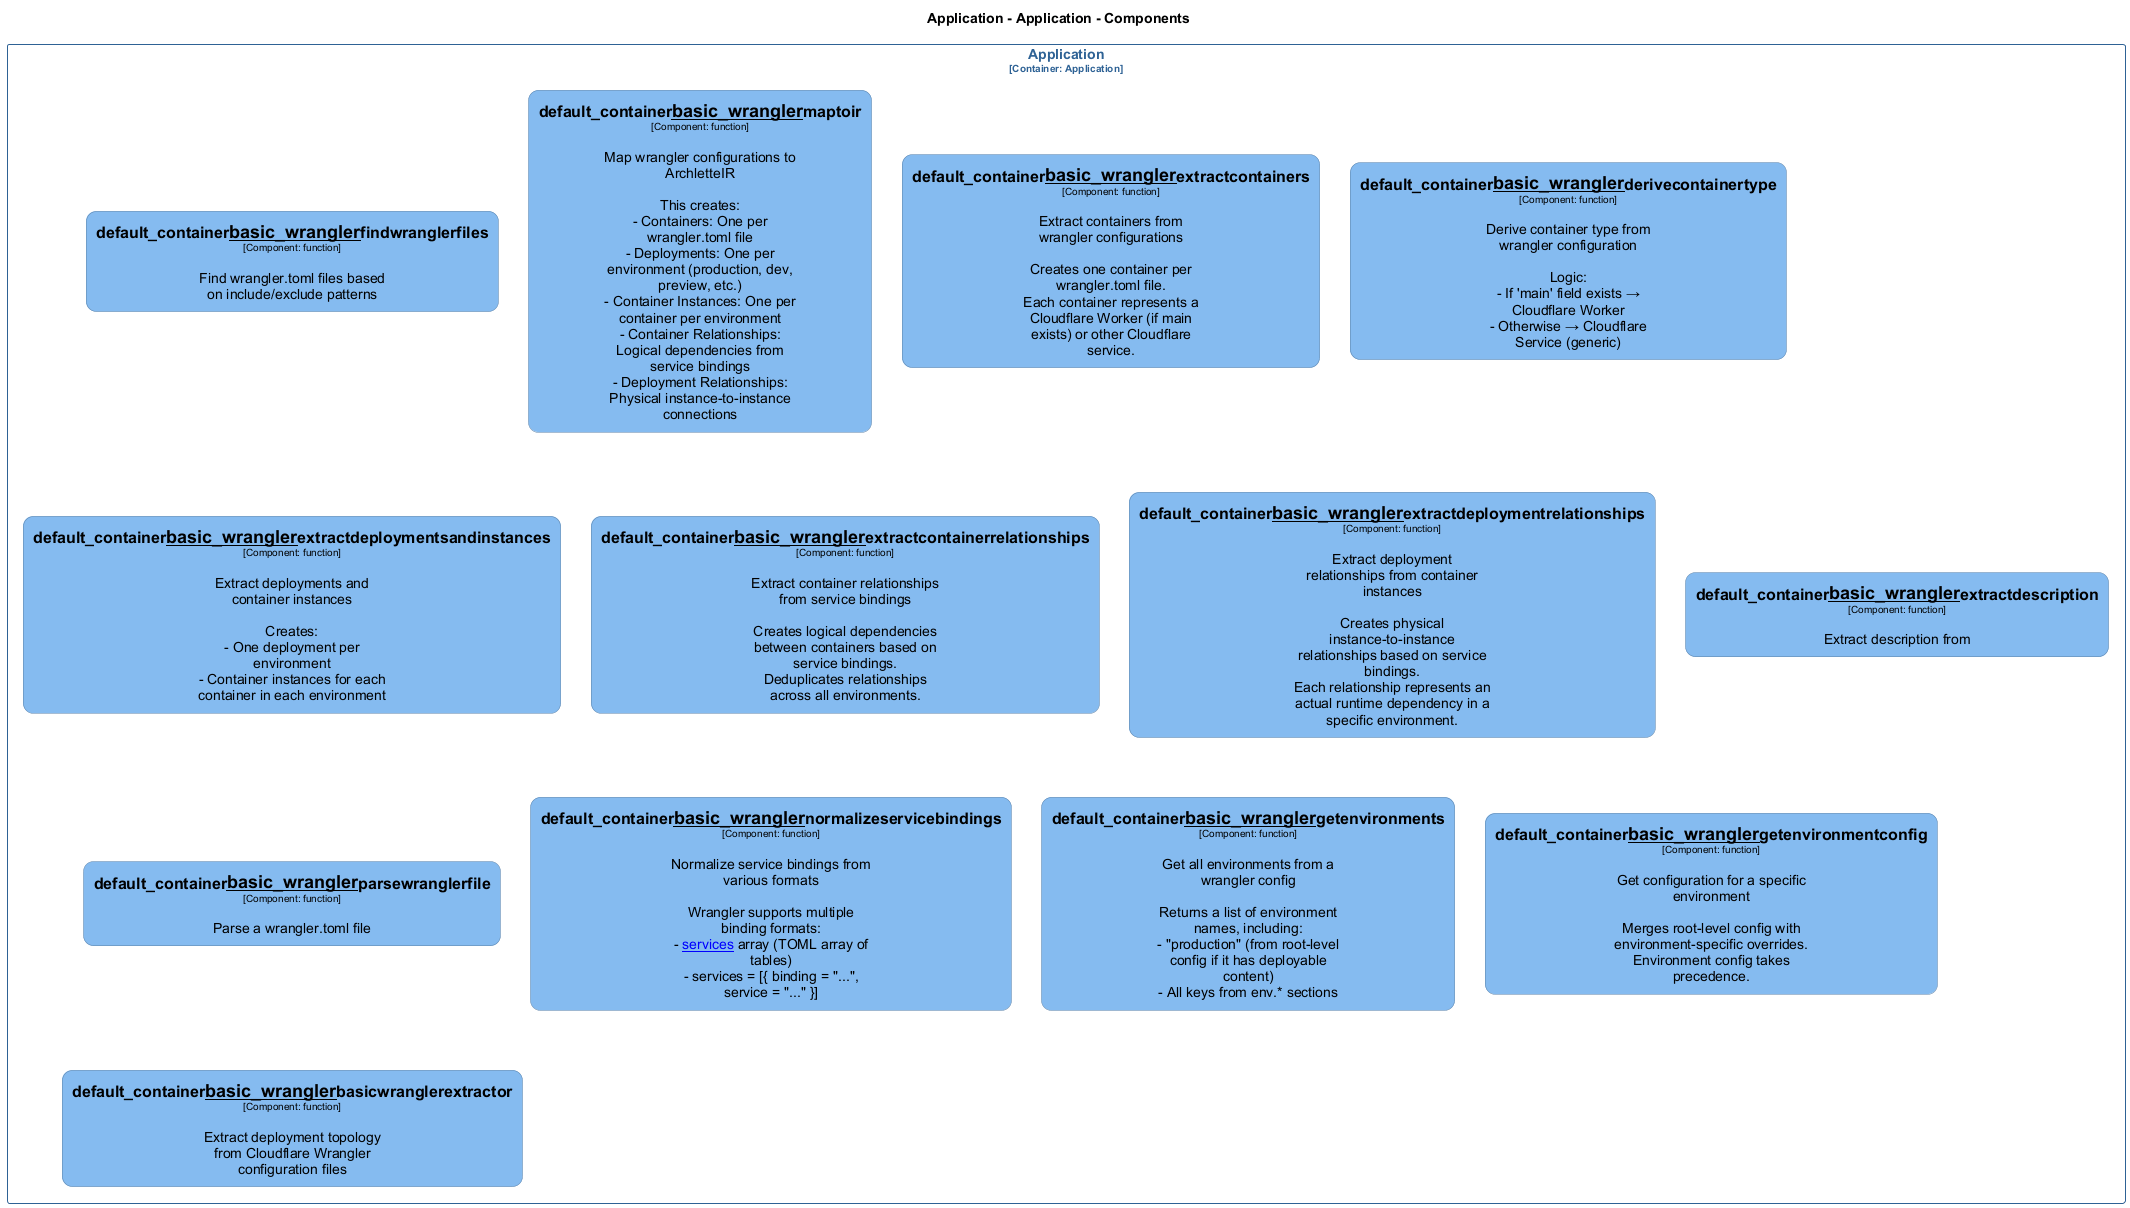 Application - Application - Components
Application
[Container: Application]
default_containerbasic_wranglerfindwranglerfiles
[Component: function]
Find wrangler.toml files based
on include/exclude patterns
default_containerbasic_wranglermaptoir
[Component: function]
Map wrangler configurations to
ArchletteIR
This creates:
- Containers: One per
wrangler.toml file
- Deployments: One per
environment (production, dev,
preview, etc.)
- Container Instances: One per
container per environment
- Container Relationships:
Logical dependencies from
service bindings
- Deployment Relationships:
Physical instance-to-instance
connections
default_containerbasic_wranglerextractcontainers
[Component: function]
Extract containers from
wrangler configurations
Creates one container per
wrangler.toml file.
Each container represents a
Cloudflare Worker (if main
exists) or other Cloudflare
service.
default_containerbasic_wranglerderivecontainertype
[Component: function]
Derive container type from
wrangler configuration
Logic:
- If 'main' field exists →
Cloudflare Worker
- Otherwise → Cloudflare
Service (generic)
default_containerbasic_wranglerextractdeploymentsandinstances
[Component: function]
Extract deployments and
container instances
Creates:
- One deployment per
environment
- Container instances for each
container in each environment
default_containerbasic_wranglerextractcontainerrelationships
[Component: function]
Extract container relationships
from service bindings
Creates logical dependencies
between containers based on
service bindings.
Deduplicates relationships
across all environments.
default_containerbasic_wranglerextractdeploymentrelationships
[Component: function]
Extract deployment
relationships from container
instances
Creates physical
instance-to-instance
relationships based on service
bindings.
Each relationship represents an
actual runtime dependency in a
specific environment.
default_containerbasic_wranglerextractdescription
[Component: function]
Extract description from
default_containerbasic_wranglerparsewranglerfile
[Component: function]
Parse a wrangler.toml file
default_containerbasic_wranglernormalizeservicebindings
[Component: function]
Normalize service bindings from
various formats
Wrangler supports multiple
binding formats:
- services array (TOML array of
tables)
- services = [{ binding = "...",
service = "..." }]
default_containerbasic_wranglergetenvironments
[Component: function]
Get all environments from a
wrangler config
Returns a list of environment
names, including:
- "production" (from root-level
config if it has deployable
content)
- All keys from env.* sections
default_containerbasic_wranglergetenvironmentconfig
[Component: function]
Get configuration for a specific
environment
Merges root-level config with
environment-specific overrides.
Environment config takes
precedence.
default_containerbasic_wranglerbasicwranglerextractor
[Component: function]
Extract deployment topology
from Cloudflare Wrangler
configuration files